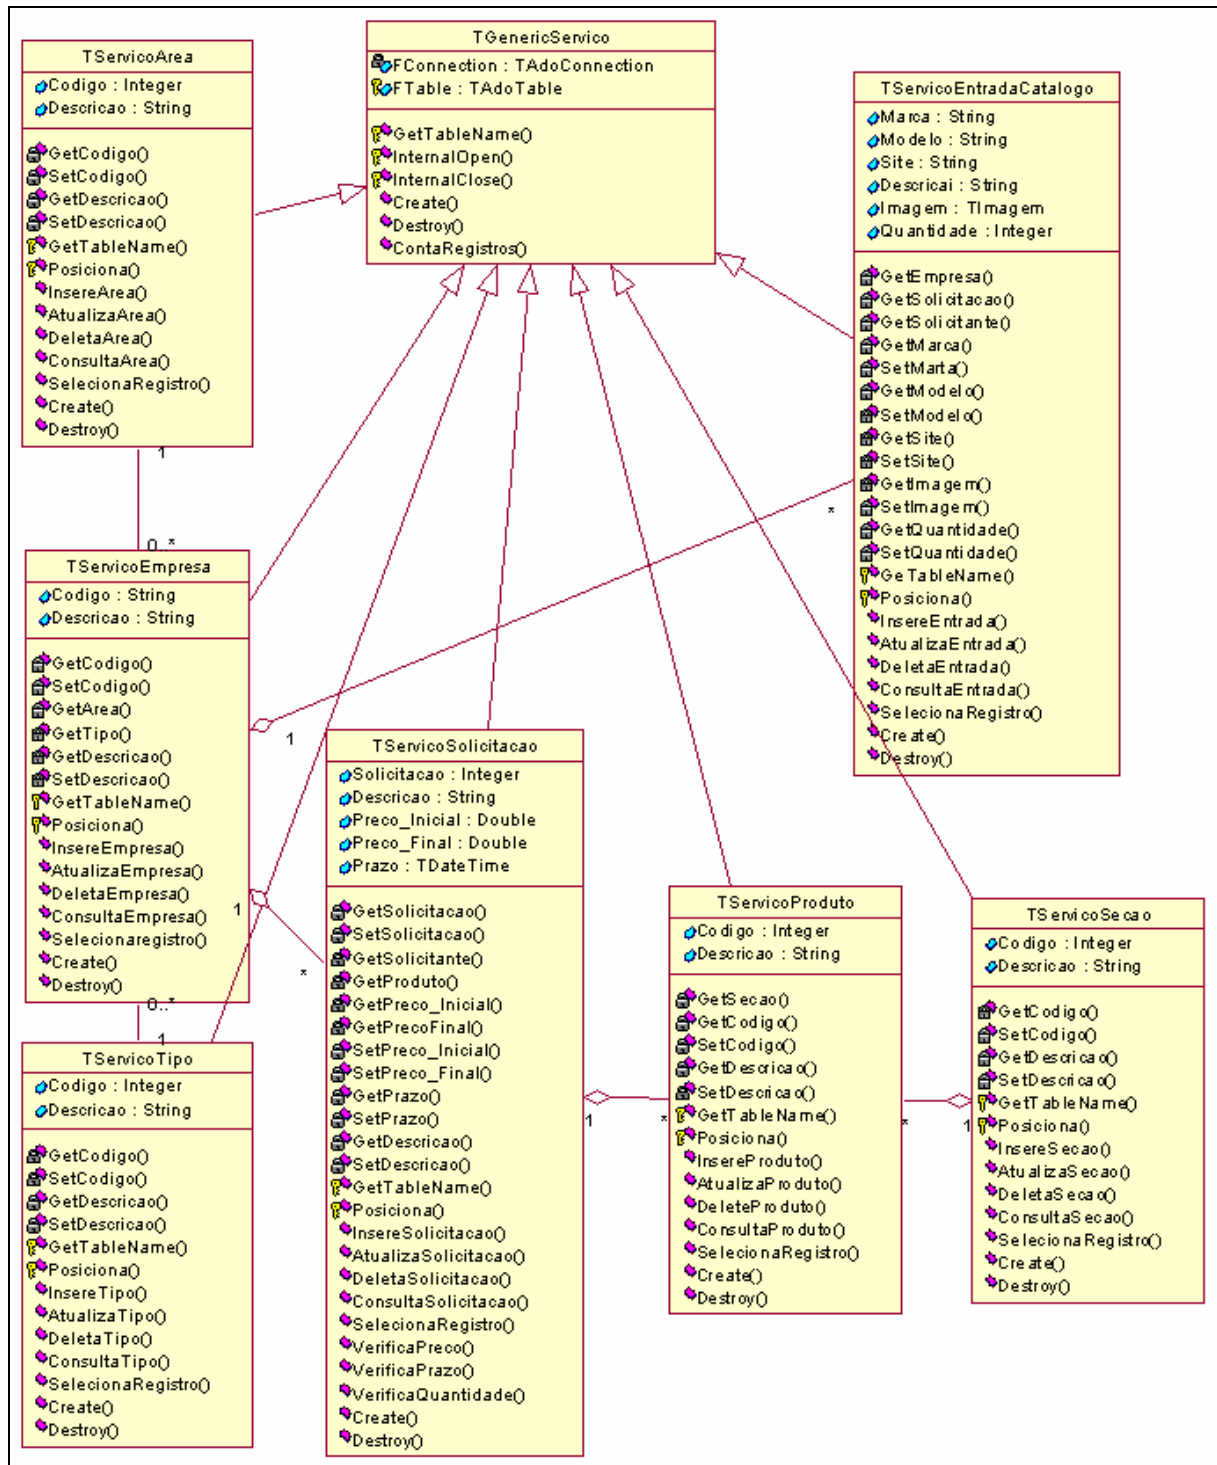 TServicoArea
Codigo : Integer
Descricao : String
GetCodigo()
SetCodigo()
GetDescricao()
SetDescricao()
GetTableName()
Posiciona()
InsereArea()
AtualizaArea()
DeletaArea()
ConsultaArea()
SelecionaRegistro()
Create()
Destroy()
1
0..*
TGenericServico
FConnection : TAdoConnection
FTable : TAdoTable
GetTableName()
InternalOpen()
InternalClose()
Create()
Destroy()
ContaRegistros()
TServicoEntradaCatalogo
Marca : String
Modelo : String
Site : String
Descricai : String
Imagem : TImagem
Quantidade : Integer
GetEmpresa()
GetSolicitacao()
GetSolicitante()
GetMarca()
SetMarta()
GetModelo()
SetModelo()
GetSite()
SetSite()
GetImagem()
SetImagem()
GetQuantidade()
SetQuantidade()
GeTableName()
Posiciona()
InsereEntrada()
AtualizaEntrada()
DeletaEntrada()
ConsultaEntrada()
SelecionaRegistro()
Create()
Destroy()
*
1
TServicoEmpresa
Codigo : String
Descricao : String
GetCodigo()
SetCodigo()
GetArea()
GetTipo()
GetDescricao()
SetDescricao()
GetTableName()
Posiciona()
InsereEmpresa()
AtualizaEmpresa()
DeletaEmpresa()
ConsultaEmpresa()
Selecionaregistro()
Create()
Destroy()
1
*
0..*
1
TServicoTipo
Codigo : Integer
Descricao : String
GetCodigo()
SetCodigo()
GetDescricao()
SetDescricao()
GetTableName()
Posiciona()
InsereTipo()
AtualizaTipo()
DeletaTipo()
ConsultaTipo()
SelecionaRegistro()
Create()
Destroy()
TServicoSolicitacao
Solicitacao : Integer
Descricao : String
Preco_Inicial : Double
Preco_Final : Double
Prazo : TDateTime
GetSolicitacao()
SetSolicitacao()
GetSolicitante()
GetProduto()
GetPreco_Inicial()
GetPrecoFinal()
SetPreco_Inicial()
SetPreco_Final()
GetPrazo()
SetPrazo()
GetDescricao()
SetDescricao()
GetTableName()
Posiciona()
InsereSolicitacao()
AtualizaSolicitacao()
DeletaSolicitacao()
ConsultaSolicitacao()
SelecionaRegistro()
VerificaPreco()
VerificaPrazo()
VerificaQuantidade()
Create()
Destroy()
1
*
TServicoProduto
Codigo : Integer
Descricao : String
GetSecao()
GetCodigo()
SetCodigo()
GetDescricao()
SetDescricao()
GetTableName()
Posiciona()
InsereProduto()
AtualizaProduto()
DeleteProduto()
ConsultaProduto()
SelecionaRegistro()
Create()
Destroy()
*
1
TServicoSecao
Codigo : Integer
Descricao : String
GetCodigo()
SetCodigo()
GetDescricao()
SetDescricao()
GetTableName()
Posiciona()
InsereSecao()
AtualizaSecao()
DeletaSecao()
ConsultaSecao()
SelecionaRegistro()
Create()
Destroy()